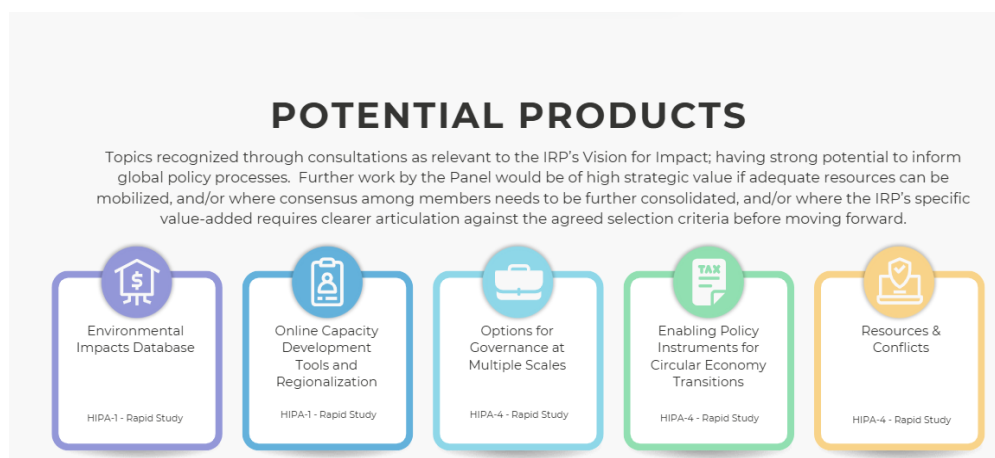 POTENTIAL PRODUCTS
Topics recognized through consultations as relevant to the IRP's Vision for Impact; having strong potential to inform
global policy processes. Further work by the Panel would be of high strategic value if adequate resources can be
mobilized, and/or where consensus among members needs to be further consolidated, and/or where the IRP's specific
value-added requires clearer articulation against the agreed selection criteria before moving forward.
$
Environmental
Impacts Database
HIPA-1 - Rapid Study
Online Capacity
Development
Tools and
Regionalization
HIPA-1 - Rapid Study
Options for
Governance at
Multiple Scales
HIPA-4 - Rapid Study
TAX
Enabling Policy
Instruments for
Circular Economy
Transitions
HIPA-4 - Rapid Study
Resources &
Conflicts
HIPA-4 - Rapid Study